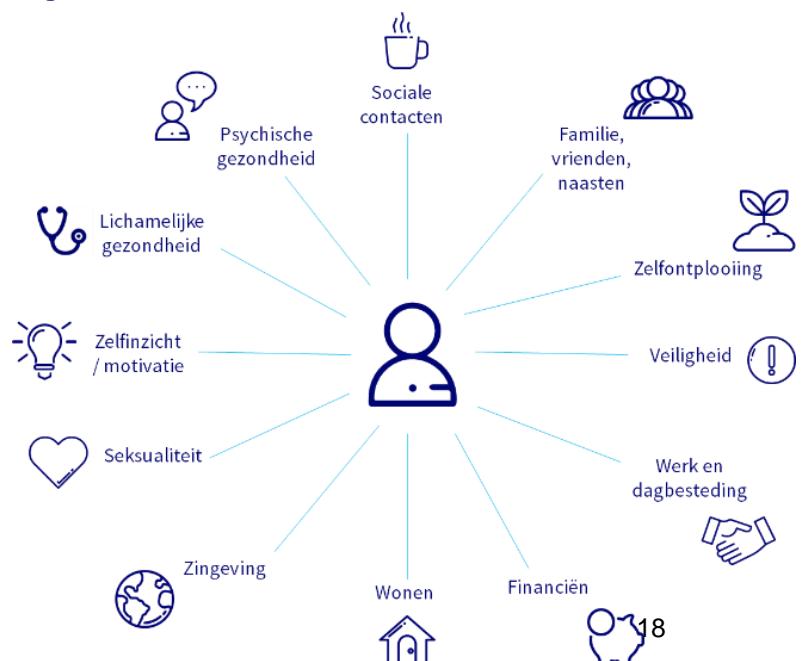 Sociale
contacten
Familie,
vrienden,
naasten
Zelfontplooiing
Veiligheid
Werk en
dagbesteding
Financiën
Wonen
Zingeving
Seksualiteit
Zelfinzicht
/ motivatie
Lichamelijke
gezondheid
Psychische
gezondheid
18